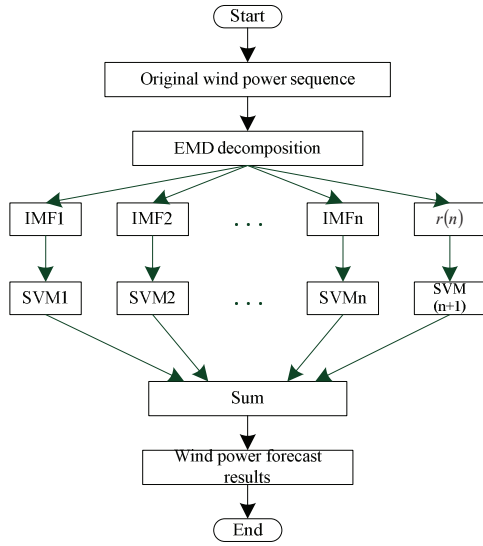 Start
Original wind power sequence
EMD decomposition
IMF1 IMF2 . . . IMFn r(n)
SVM1 SVM2 . . . SVMn SVM
(n+1)
Sum
Wind power forecast
results
End